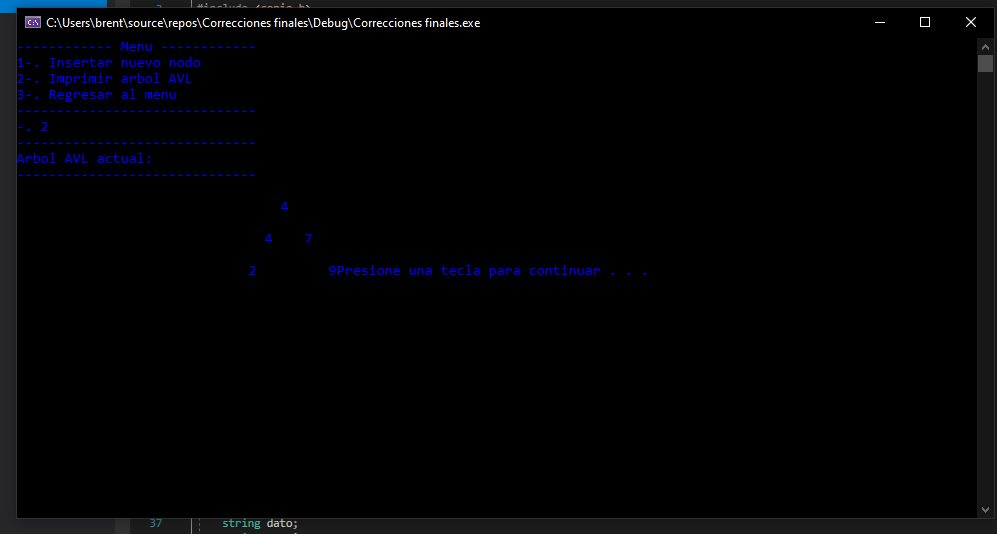 #include <conio.h>
C:\Users\brent\source\repos\Correcciones finales\Debug\Correcciones finales.exe
------------ Menu ------------
1-. Insertar nuevo nodo
2-. Imprimir arbol AVL
3-. Regresar al menu
------------------------------
-. 2
------------------------------
Arbol AVL actual:
------------------------------
4
4 7
2 9Presione una tecla para continuar . . .
37 string dato;